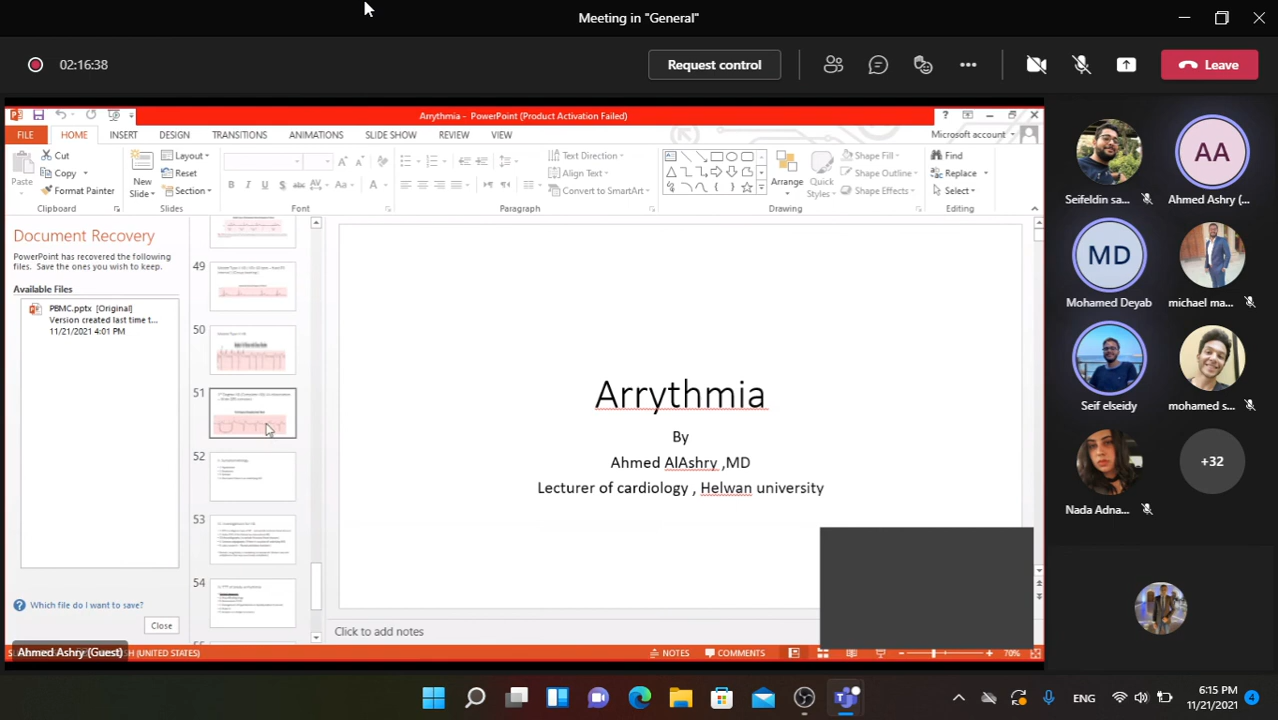 Meeting in "General"
02:16:38
Request control
Leave
Arrythmia - PowerPoint (Product Activation Failed)
FILE HOME INSERT DESIGN TRANSITIONS ANIMATIONS SLIDE SHOW REVIEW VIEW
Microsoft account
Paste
Cut
Copy
Format Painter
Clipboard
New Slide
Layout
Reset
Section
Slides
Font
Text Direction
Align Text
Convert to SmartArt
Paragraph
Arrange
Quick Styles
Shape Fill
Shape Outline
Shape Effects
Drawing
Find
Replace
Select
Editing
Document Recovery
PowerPoint has recovered the following
files. Save the ones you wish to keep.
Available Files
PBMC.pptx [Original]
Version created last time t...
11/21/2021 4:01 PM
Which file do I want to save?
Close
49
50
51
52
53
54
Arrythmia
By
Ahmed AlAshry ,MD
Lecturer of cardiology , Helwan university
Click to add notes
Ahmed Ashry (Guest)
(UNITED STATES)
NOTES
COMMENTS
70%
Seifeldin sa...
AA
Ahmed Ashry (...
MD
Mohamed Deyab
michael ma...
Seif elseidy
mohamed s...
Nada Adna...
+32
ENG
6:15 PM
11/21/2021
4